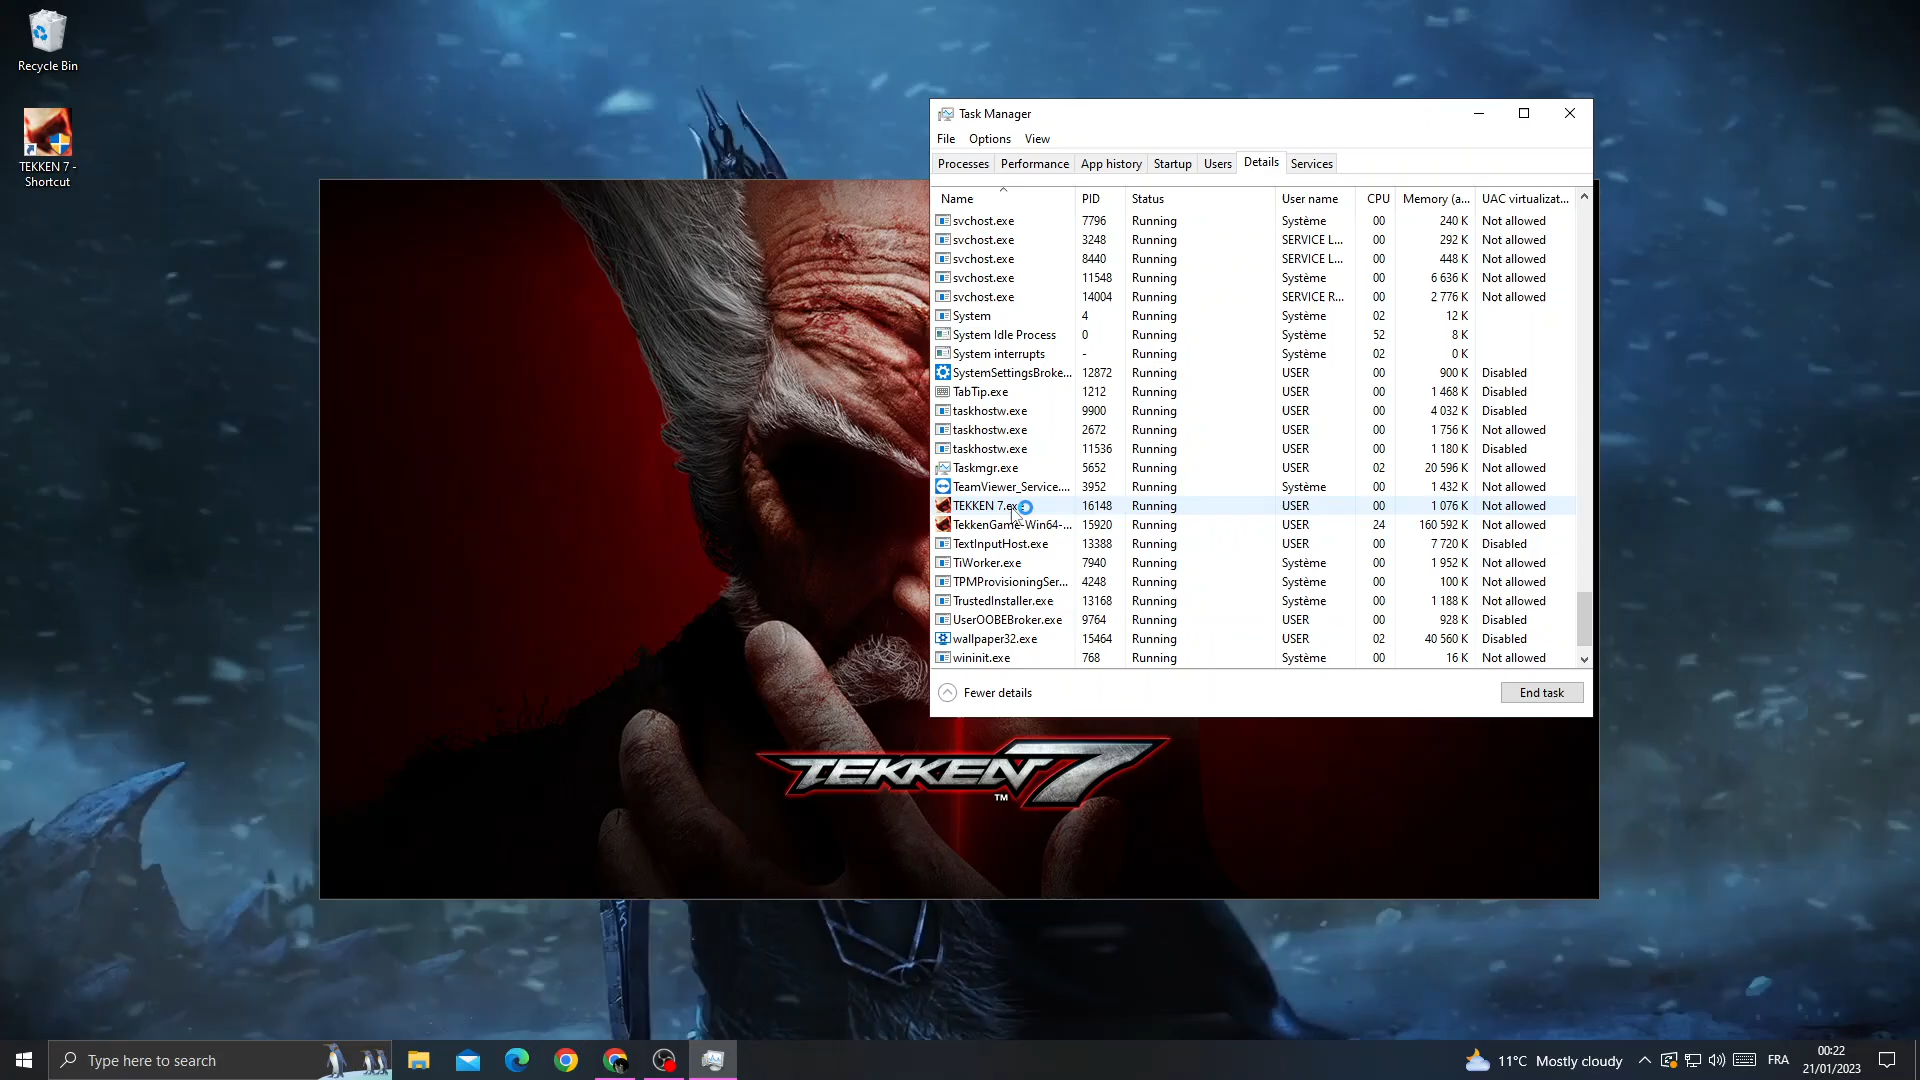 Recycle Bin
TEKKEN 7 -
Shortcut
Task Manager
File Options View
Processes Performance App history Startup Users Details Services
Name PID Status User name CPU Memory (a... UAC virtualizat...
svchost.exe 7796 Running Système 00 240 K Not allowed
svchost.exe 3248 Running SERVICE L... 00 292 K Not allowed
svchost.exe 8440 Running SERVICE L... 00 448 K Not allowed
svchost.exe 11548 Running Système 00 6 636 K Not allowed
svchost.exe 14004 Running SERVICE R... 00 2 776 K Not allowed
System 4 Running Système 02 12 K
System Idle Process 0 Running Système 52 8 K
System interrupts - Running Système 02 0 K
SystemSettingsBroke... 12872 Running USER 00 900 K Disabled
TabTip.exe 1212 Running USER 00 1 468 K Disabled
taskhostw.exe 9900 Running USER 00 4 032 K Disabled
taskhostw.exe 2672 Running USER 00 1 756 K Not allowed
taskhostw.exe 11536 Running USER 00 1 180 K Disabled
Taskmgr.exe 5652 Running USER 02 20 596 K Not allowed
TeamViewer_Service.... 3952 Running Système 00 1 432 K Not allowed
TEKKEN 7.exe 16148 Running USER 00 1 076 K Not allowed
TekkenGame-Win64-... 15920 Running USER 24 160 592 K Not allowed
TextInputHost.exe 13388 Running USER 00 7 720 K Disabled
TiWorker.exe 7940 Running Système 00 1 952 K Not allowed
TPMProvisioningSer... 4248 Running Système 00 100 K Not allowed
TrustedInstaller.exe 13168 Running Système 00 1 188 K Not allowed
UserOOBEBroker.exe 9764 Running USER 00 928 K Disabled
wallpaper32.exe 15464 Running USER 02 40 560 K Disabled
wininit.exe 768 Running Système 00 16 K Not allowed
Fewer details End task
TEKKEN 7
TM
Type here to search
11°C Mostly cloudy
FRA
00:22
21/01/2023